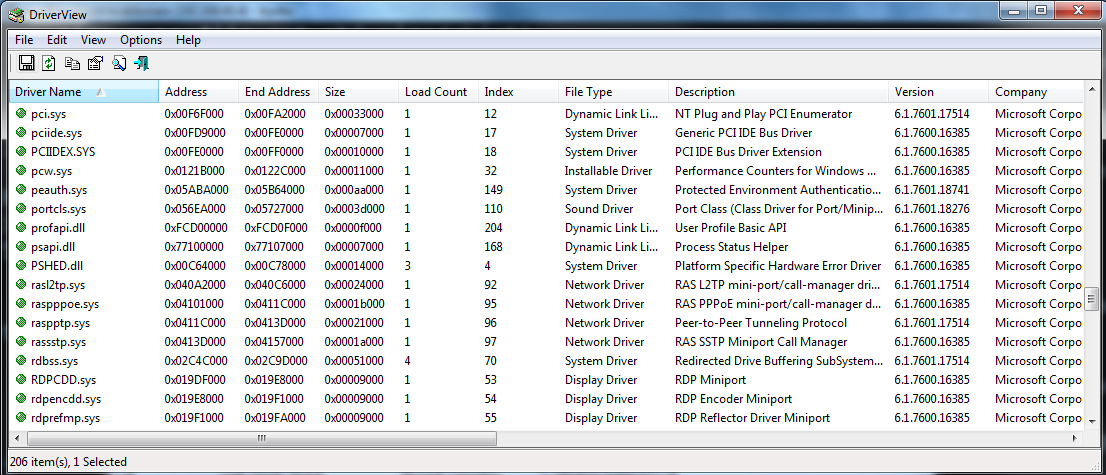 DriverView
File Edit View Options Help
Driver Name Address End Address Size Load Count Index File Type Description Version Company
pci.sys 0x00F6F000 0x00FA2000 0x00033000 1 12 Dynamic Link Li... NT Plug and Play PCI Enumerator 6.1.7601.17514 Microsoft Corpo
pciide.sys 0x00FD9000 0x00FE0000 0x00007000 1 17 System Driver Generic PCI IDE Bus Driver 6.1.7600.16385 Microsoft Corpo
PCIIDEX.SYS 0x00FE0000 0x00FF0000 0x00010000 1 18 System Driver PCI IDE Bus Driver Extension 6.1.7600.16385 Microsoft Corpo
pcw.sys 0x0121B000 0x0122C000 0x00011000 1 32 Installable Driver Performance Counters for Windows ... 6.1.7600.16385 Microsoft Corpo
peauth.sys 0x05ABA000 0x05B64000 0x000aa000 1 149 System Driver Protected Environment Authenticatio... 6.1.7601.18741 Microsoft Corpo
portcls.sys 0x056EA000 0x05727000 0x0003d000 1 110 Sound Driver Port Class (Class Driver for Port/Minip... 6.1.7601.18276 Microsoft Corpo
profapi.dll 0xFCD00000 0xFCD0F000 0x0000f000 1 204 Dynamic Link Li... User Profile Basic API 6.1.7600.16385 Microsoft Corpo
psapi.dll 0x77100000 0x77107000 0x00007000 1 168 Dynamic Link Li... Process Status Helper 6.1.7600.16385 Microsoft Corpo
PSHED.dll 0x00C64000 0x00C78000 0x00014000 3 4 System Driver Platform Specific Hardware Error Driver 6.1.7600.16385 Microsoft Corpo
rasl2tp.sys 0x040A2000 0x040C6000 0x00024000 1 92 Network Driver RAS L2TP mini-port/call-manager dri... 6.1.7601.17514 Microsoft Corpo
raspppoe.sys 0x04101000 0x0411C000 0x0001b000 1 95 Network Driver RAS PPPoE mini-port/call-manager d... 6.1.7600.16385 Microsoft Corpo
raspptp.sys 0x0411C000 0x0413D000 0x00021000 1 96 Network Driver Peer-to-Peer Tunneling Protocol 6.1.7601.17514 Microsoft Corpo
rassstp.sys 0x0413D000 0x04157000 0x0001a000 1 97 Network Driver RAS SSTP Miniport Call Manager 6.1.7600.16385 Microsoft Corpo
rdbss.sys 0x02C4C000 0x02C9D000 0x00051000 4 70 System Driver Redirected Drive Buffering SubSystem... 6.1.7601.17514 Microsoft Corpo
RDPCDD.sys 0x019DF000 0x019E8000 0x00009000 1 53 Display Driver RDP Miniport 6.1.7600.16385 Microsoft Corpo
rdpencdd.sys 0x019E8000 0x019F1000 0x00009000 1 54 Display Driver RDP Encoder Miniport 6.1.7600.16385 Microsoft Corpo
rdprefmp.sys 0x019F1000 0x019FA000 0x00009000 1 55 Display Driver RDP Reflector Driver Miniport 6.1.7600.16385 Microsoft Corpo
206 item(s), 1 Selected